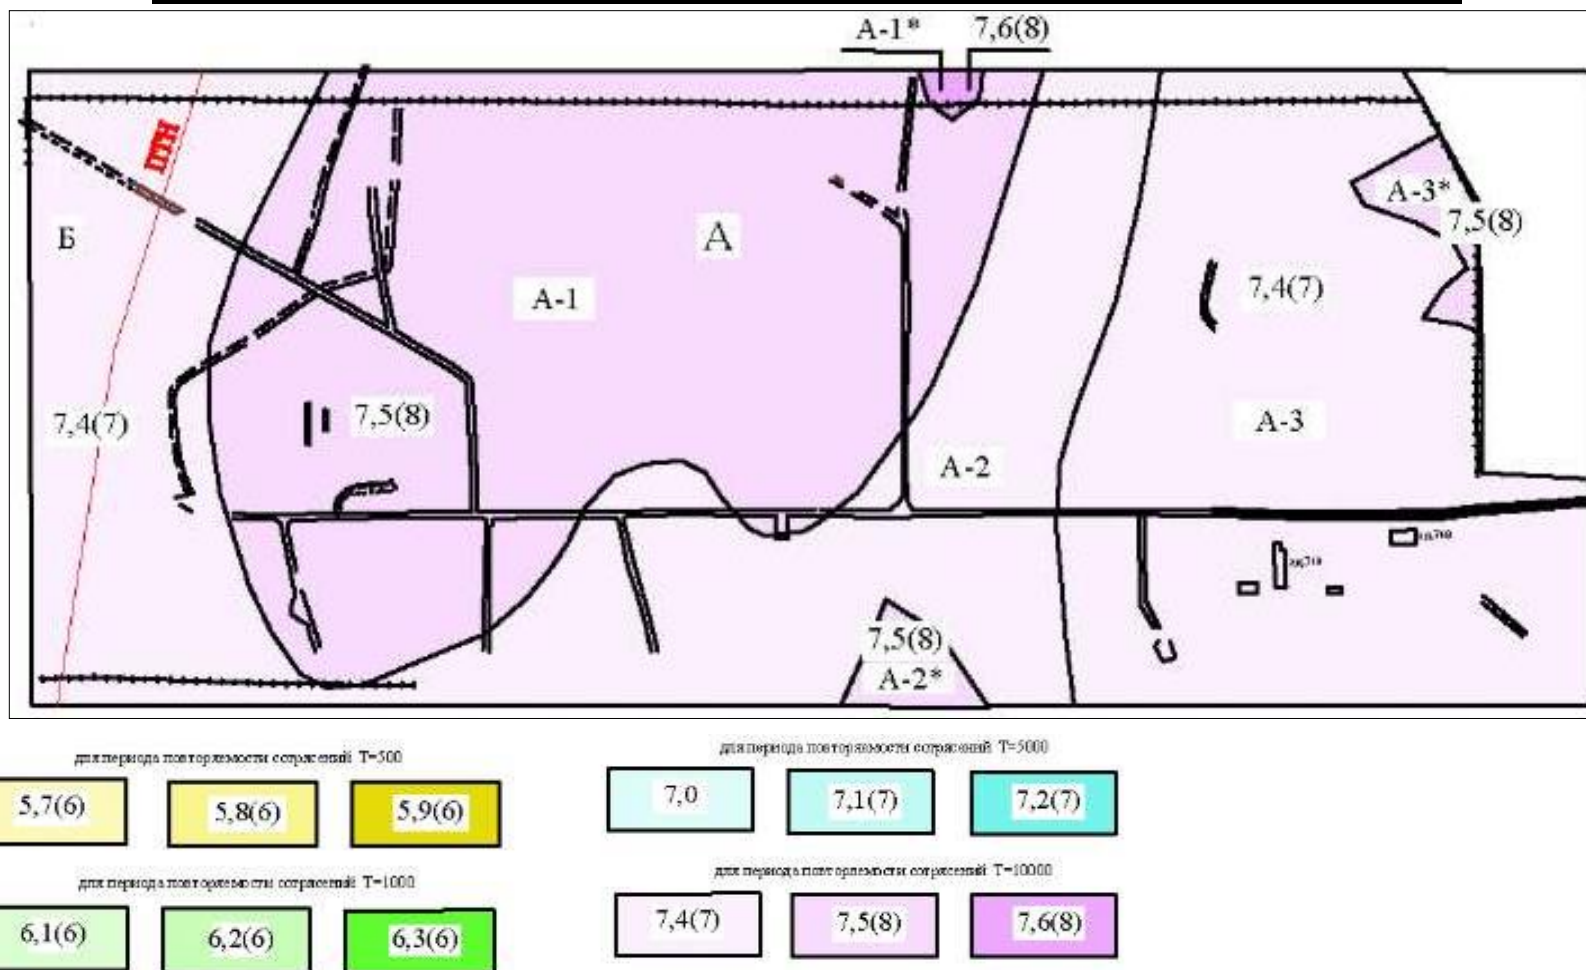 А-1* 7,6(8)
ПТН
А-3*
7,5(8)
Б
А
А-1
7,4(7)
7,4(7)
7,5(8)
А-3
А-2
7,5(8)
А-2*
для периода повторяемости сотрясений Т=500
5,7(6) 5,8(6) 5,9(6)
для периода повторяемости сотрясений Т=1000
6,1(6) 6,2(6) 6,3(6)
для периода повторяемости сотрясений Т=5000
7,0 7,1(7) 7,2(7)
для периода повторяемости сотрясений Т=10000
7,4(7) 7,5(8) 7,6(8)